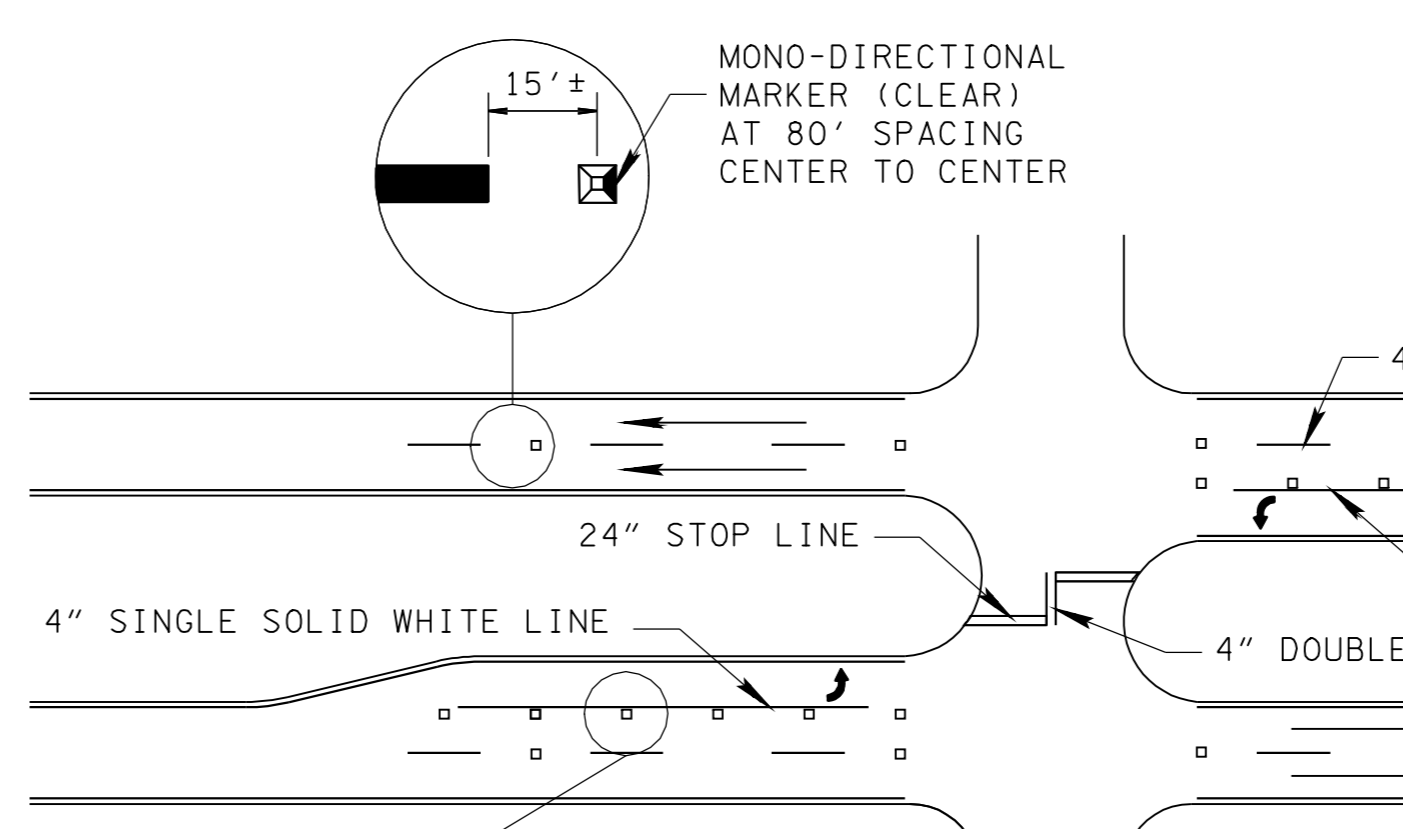 MONO-DIRECTIONAL
MARKER (CLEAR)
AT 80' SPACING
CENTER TO CENTER
15'±
4
24" STOP LINE
4" SINGLE SOLID WHITE LINE
4" DOUBLE